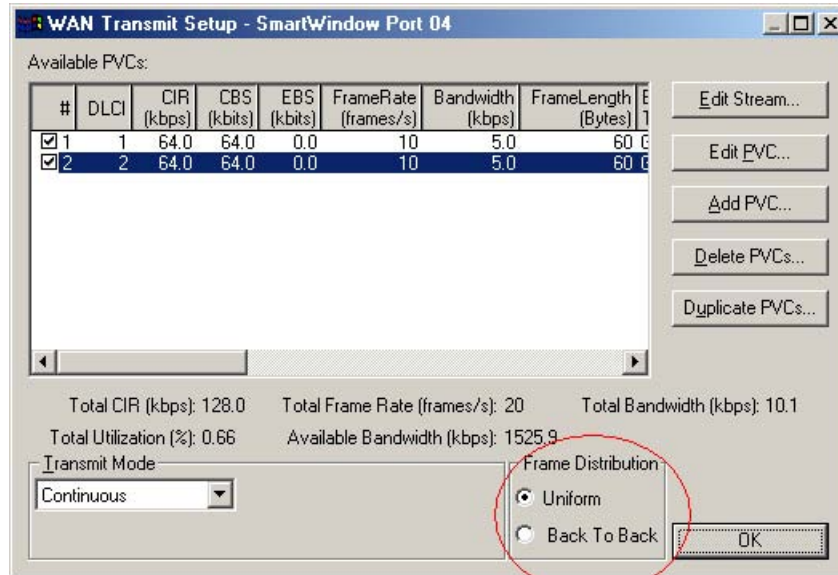 WAN Transmit Setup - SmartWindow Port 04
Available PVCs:
# DLCI CIR (kbps) CBS (kbits) EBS (kbits) FrameRate (frames/s) Bandwidth (kbps) FrameLength (Bytes)
1 1 64.0 64.0 0.0 10 5.0 60
2 2 64.0 64.0 0.0 10 5.0 60
Edit Stream...
Edit PVC...
Add PVC...
Delete PVCs...
Duplicate PVCs...
Total CIR (kbps): 128.0 Total Frame Rate (frames/s): 20 Total Bandwidth (kbps): 10.1
Total Utilization (%): 0.66 Available Bandwidth (kbps): 1525.9
Transmit Mode
Continuous
Frame Distribution
Uniform
Back To Back
OK